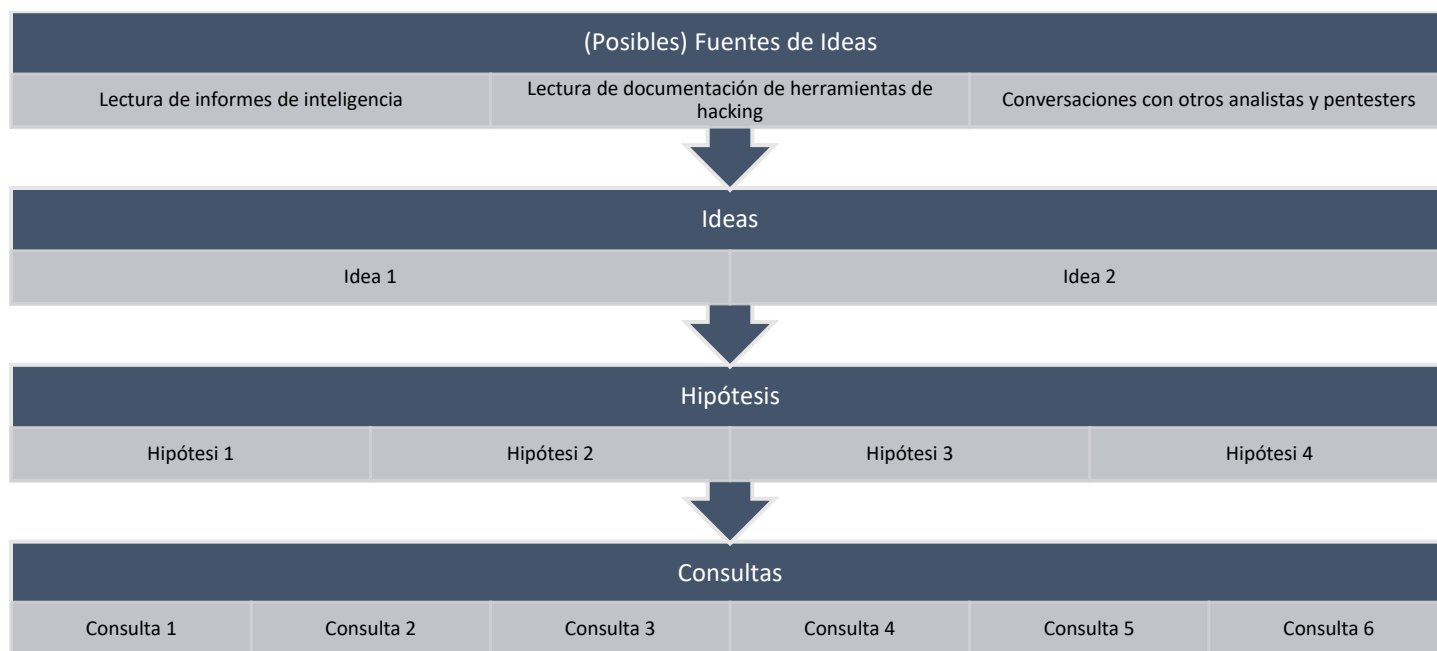 (Posibles) Fuentes de Ideas
Lectura de informes de inteligencia
Lectura de documentación de herramientas de
hacking
Conversaciones con otros analistas y pentesters
Ideas
Idea 1
Idea 2
Hipótesis
Hipótesi 1
Hipótesi 2
Hipótesi 3
Hipótesi 4
Consultas
Consulta 1
Consulta 2
Consulta 3
Consulta 4
Consulta 5
Consulta 6